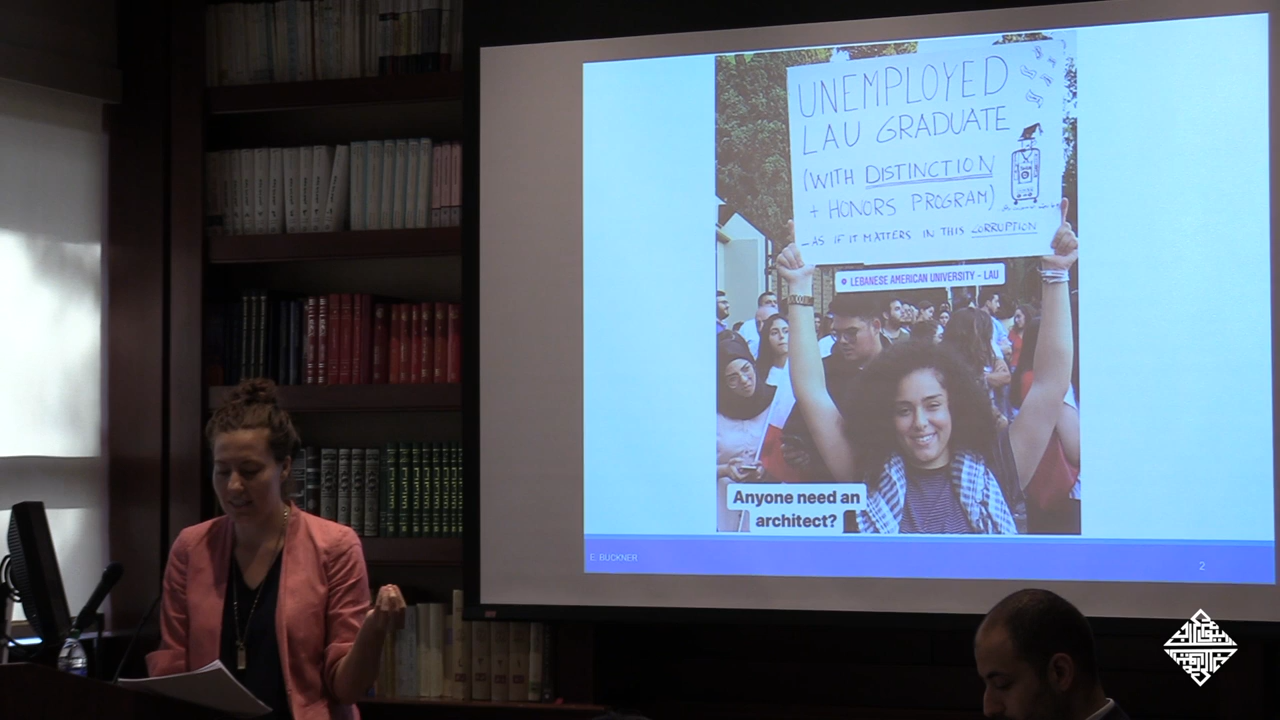 UNEMPLOYED
LAU GRADUATE
(WITH DISTINCTION
+ HONORS PROGRAM)
_AS IF IT MATTERS IN THIS CORRUPTION
LEBANESE AMERICAN UNIVERSITY - LAU
Anyone need an
architect?
E. BUCKNER
2